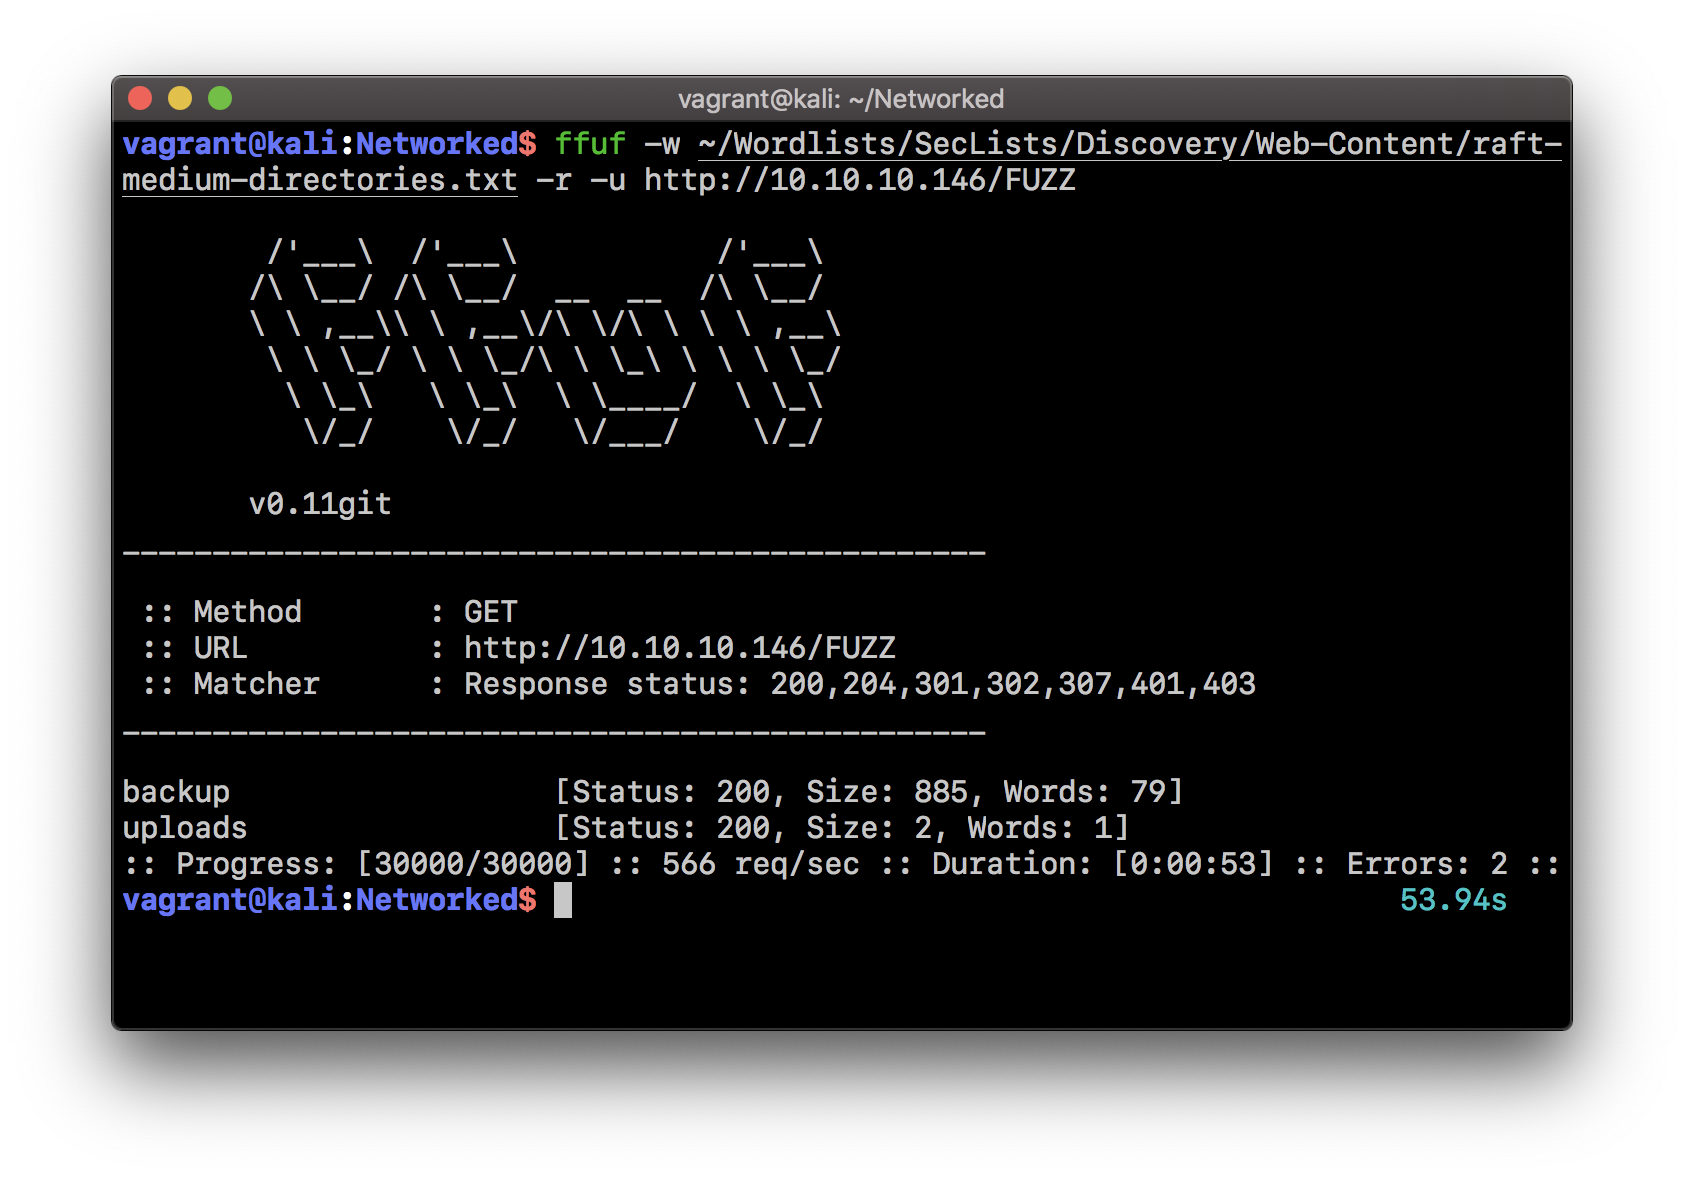 vagrant@kali: ~/Networked
vagrant@kali:Networked$ ffuf -w ~/Wordlists/SecLists/Discovery/Web-Content/raft-
medium-directories.txt -r -u http://10.10.10.146/FUZZ
        /'___\  /'___\           /'___\
       /\ \__/ /\ \__/  __  __  /\ \__/
       \ \ ,__\\ \ ,__\/\ \/\ \ \ \ ,__\
        \ \ \_/ \ \ \_/\ \ \_\ \ \ \ \_/
         \ \_\   \ \_\  \ \____/  \ \_\
          \/_/    \/_/   \/___/    \/_/
       v0.11git
________________________________________________
 :: Method       : GET
 :: URL          : http://10.10.10.146/FUZZ
 :: Matcher      : Response status: 200,204,301,302,307,401,403
________________________________________________
backup                  [Status: 200, Size: 885, Words: 79]
uploads                 [Status: 200, Size: 2, Words: 1]
:: Progress: [30000/30000] :: 566 req/sec :: Duration: [0:00:53] :: Errors: 2 ::
vagrant@kali:Networked$ 53.94s